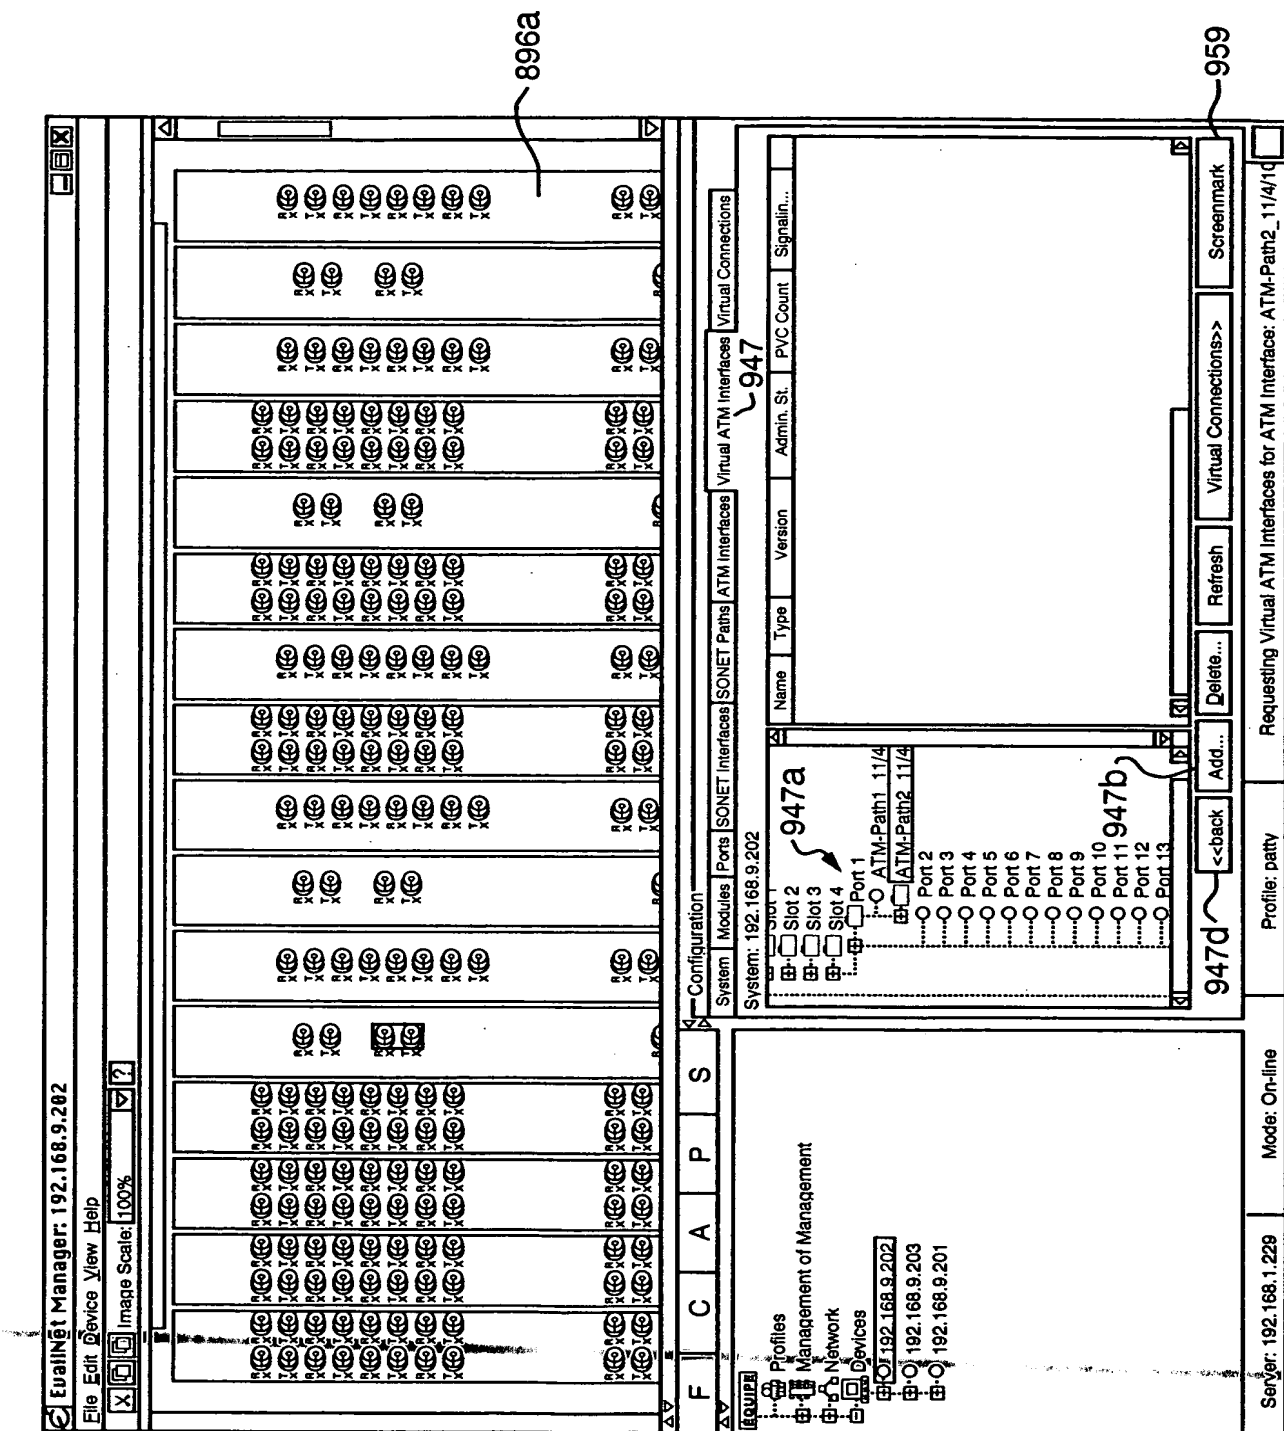 EualiNet Manager: 192.168.9.202
File Edit Device View Help
Image Scale: 100% ?
896a
F C A P S
EQUIPE
Profiles
Management of Management
Network
Devices
192.168.9.202
192.168.9.203
192.168.9.201
Configuration
System Modules Ports SONET Interfaces SONET Paths ATM Interfaces Virtual ATM Interfaces Virtual Connections
947
System: 192.168.9.202
Slot 1
Slot 2
Slot 3
Slot 4
947a
Port 1
ATM-Path1 11/4
ATM-Path2 11/4
Port 2
Port 3
Port 4
Port 5
Port 6
Port 7
Port 8
Port 9
Port 10
Port 11
Port 12
Port 13
947b
Name Type Version Admin. St. PVC Count Signalin...
947d
<<back Add... Delete... Refresh Virtual Connections>> Screenmark
959
Server: 192.168.1.229 Mode: On-line Profile: patty Requesting Virtual ATM Interfaces for ATM Interface: ATM-Path2_11/4/10